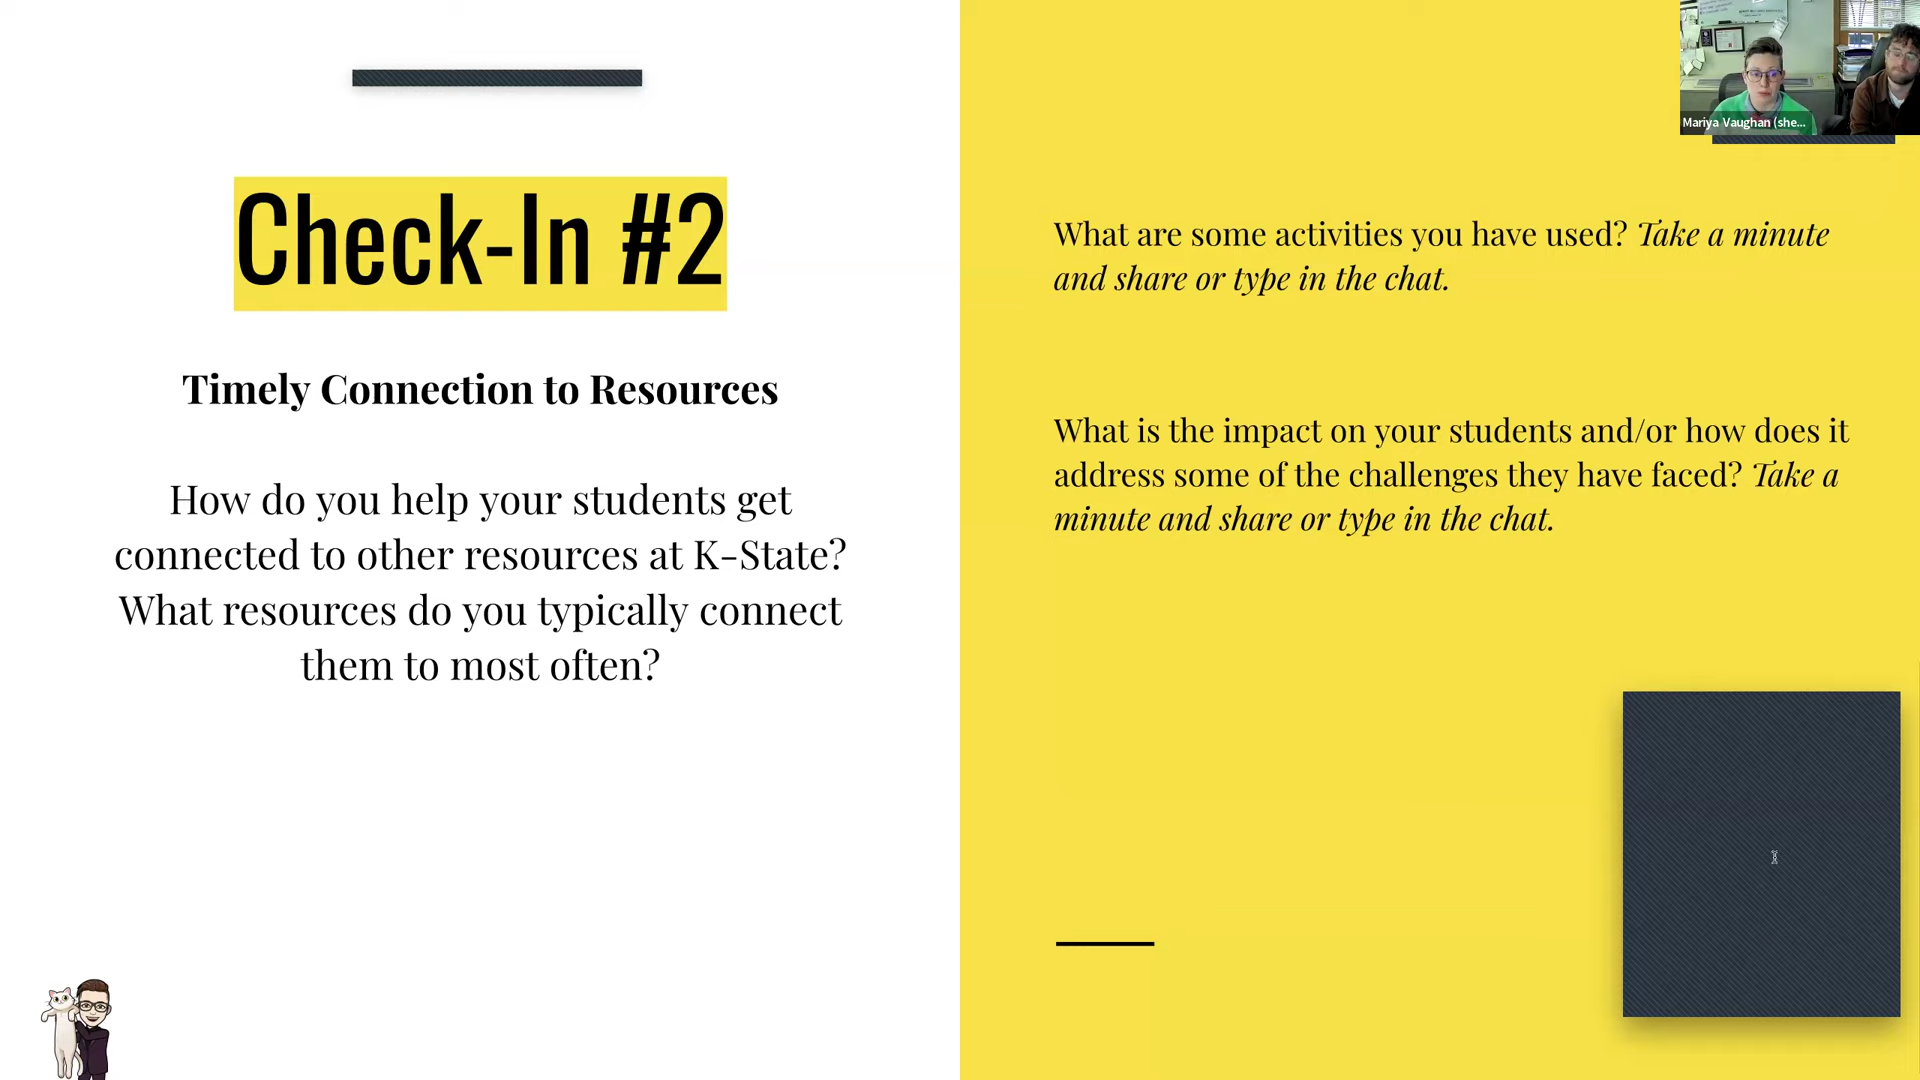 Check-In #2
Timely Connection to Resources
How do you help your students get
connected to other resources at K-State?
What resources do you typically connect
them to most often?
What are some activities you have used? Take a minute
and share or type in the chat.
What is the impact on your students and/or how does it
address some of the challenges they have faced? Take a
minute and share or type in the chat.
Mariya Vaughan (she...